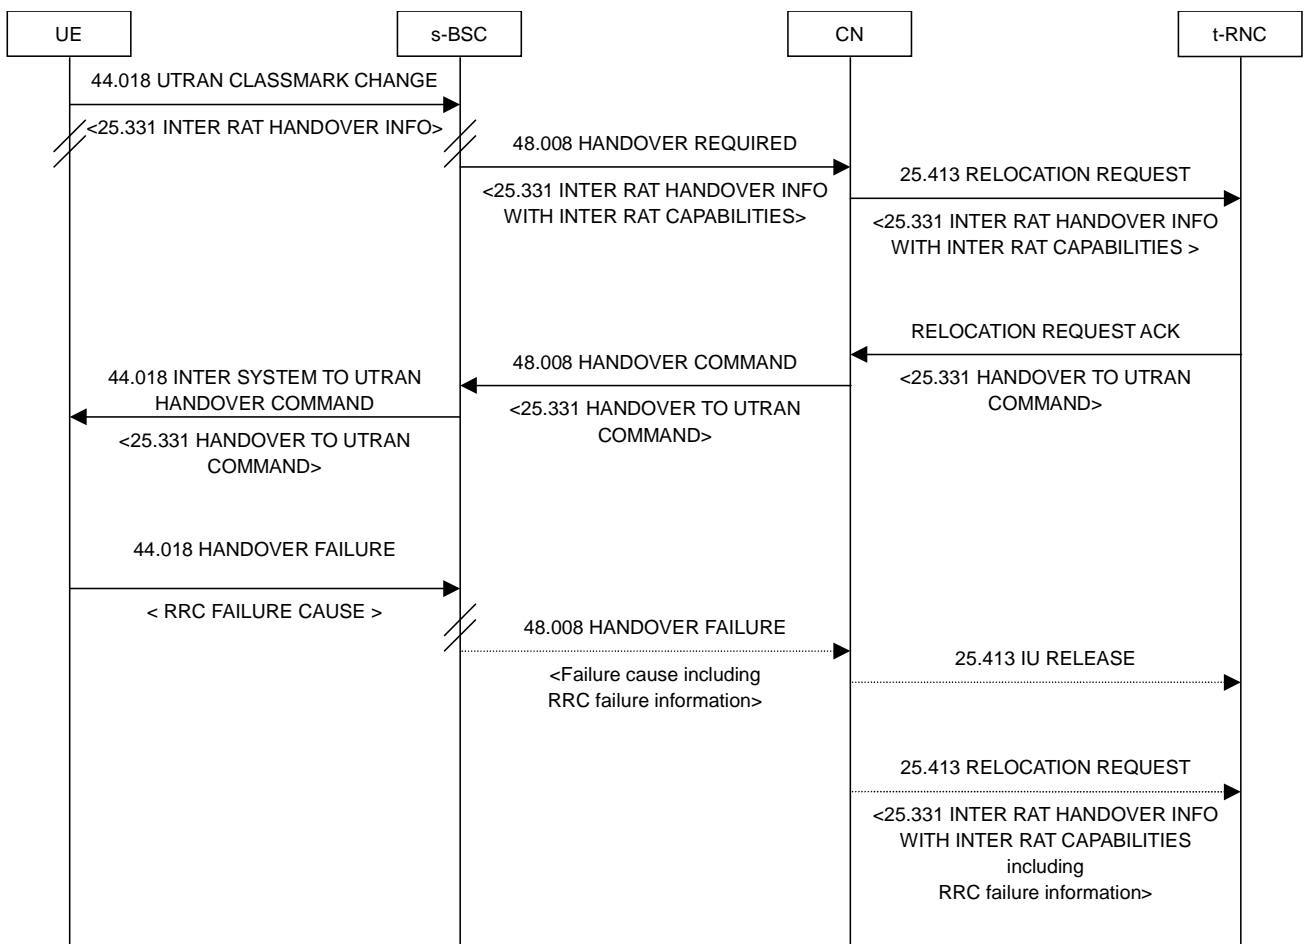 UE
s-BSC
CN
t-RNC
44.018 UTRAN CLASSMARK CHANGE
<25.331 INTER RAT HANDOVER INFO>
48.008 HANDOVER REQUIRED
<25.331 INTER RAT HANDOVER INFO
WITH INTER RAT CAPABILITIES>
25.413 RELOCATION REQUEST
<25.331 INTER RAT HANDOVER INFO
WITH INTER RAT CAPABILITIES >
RELOCATION REQUEST ACK
<25.331 HANDOVER TO UTRAN
COMMAND>
48.008 HANDOVER COMMAND
<25.331 HANDOVER TO UTRAN
COMMAND>
44.018 INTER SYSTEM TO UTRAN
HANDOVER COMMAND
<25.331 HANDOVER TO UTRAN
COMMAND>
44.018 HANDOVER FAILURE
< RRC FAILURE CAUSE >
48.008 HANDOVER FAILURE
<Failure cause including
RRC failure information>
25.413 IU RELEASE
25.413 RELOCATION REQUEST
<25.331 INTER RAT HANDOVER INFO
WITH INTER RAT CAPABILITIES
including
RRC failure information>